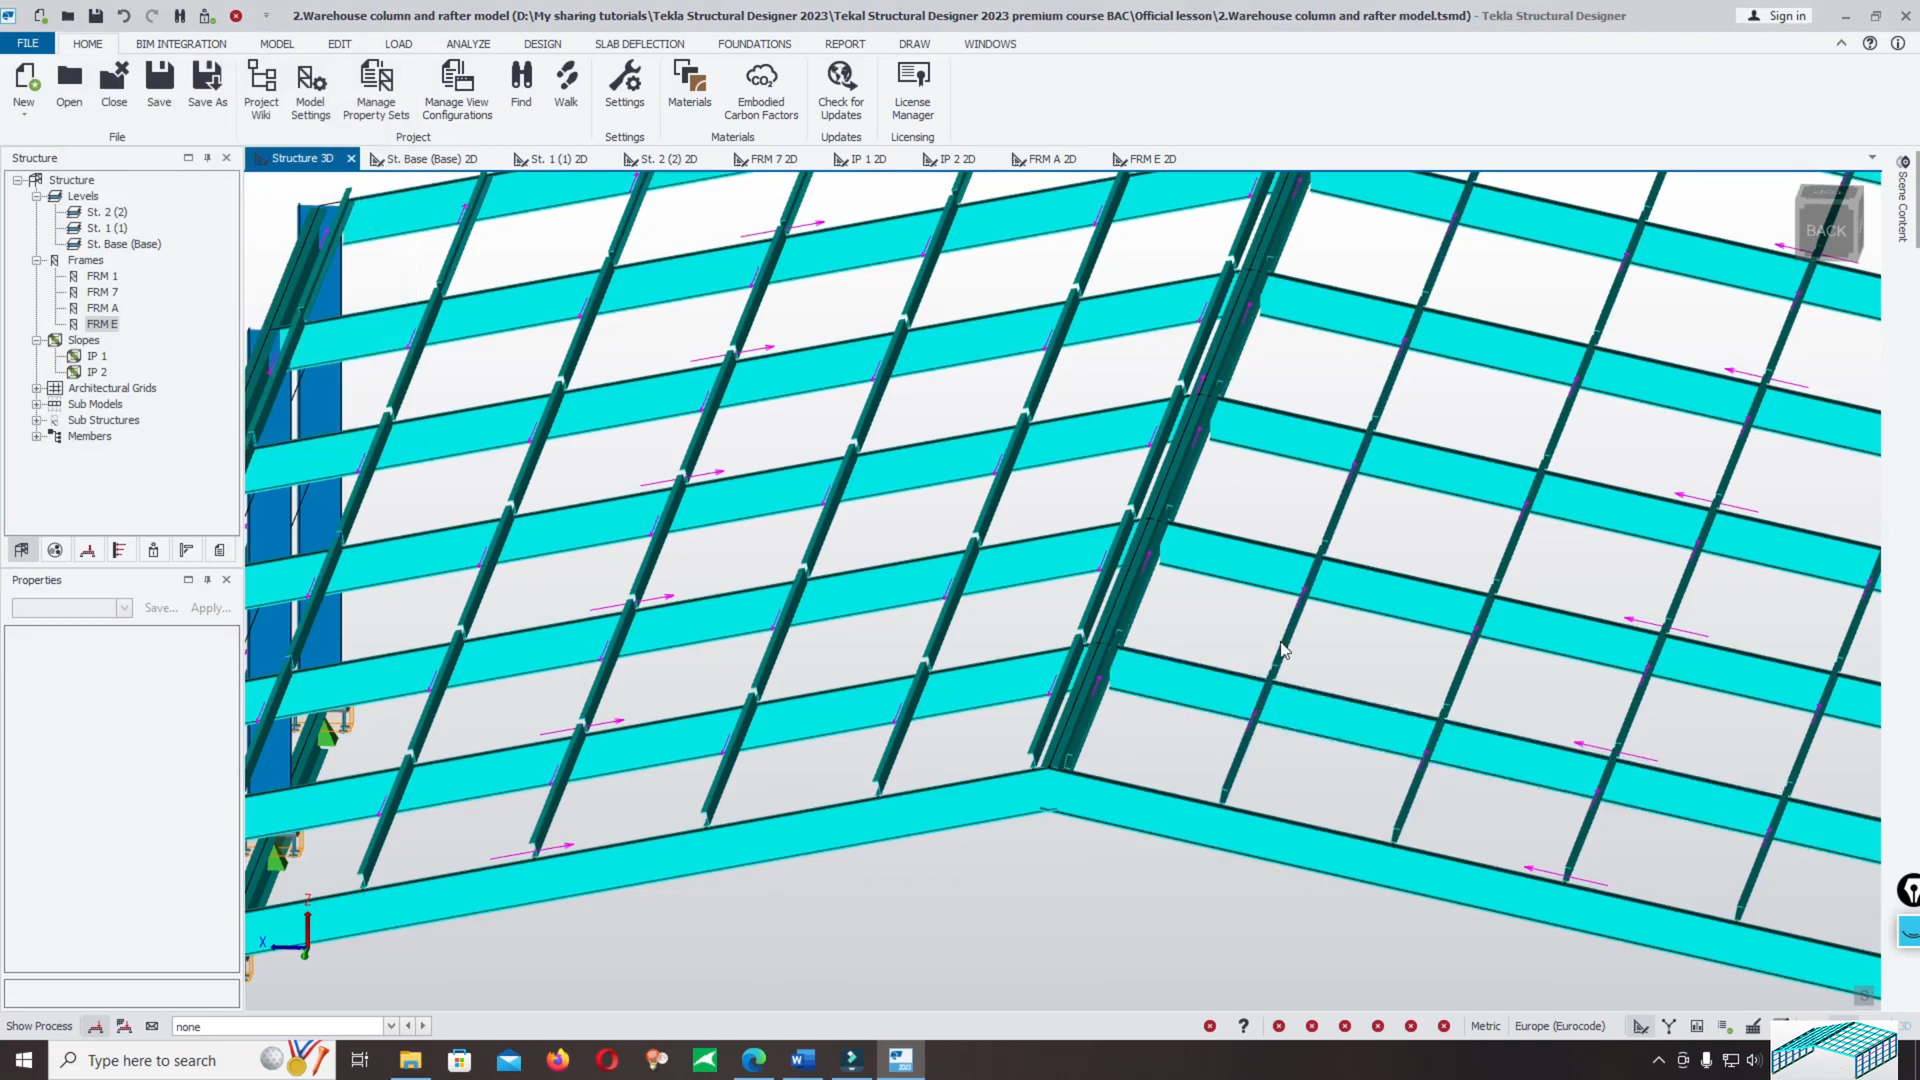 2.Warehouse column and rafter model (D:\My sharing tutorials\Tekla Structural Designer 2023\Tekal Structural Designer 2023 premium course BAC\Official lesson\2.Warehouse column and rafter model.tsmd) - Tekla Structural Designer
Sign in
FILE HOME BIM INTEGRATION MODEL EDIT LOAD ANALYZE DESIGN SLAB DEFLECTION FOUNDATIONS REPORT DRAW WINDOWS
New Open Close Save Save As Project Wiki Model Settings Manage Property Sets Manage View Configurations Find Walk Settings Materials Embodied Carbon Factors Check for Updates License Manager
File Project Settings Materials Updates Licensing
Structure
Structure 3D St. Base (Base) 2D St. 1 (1) 2D St. 2 (2) 2D FRM 7 2D IP 1 2D IP 2 2D FRM A 2D FRM E 2D
Scene Content
Structure
Levels
St. 2 (2)
St. 1 (1)
St. Base (Base)
Frames
FRM 1
FRM 7
FRM A
FRM E
Slopes
IP 1
IP 2
Architectural Grids
Sub Models
Sub Structures
Members
BACK
Properties
Save... Apply...
Z
X
Show Process none Metric Europe (Eurocode)
Type here to search